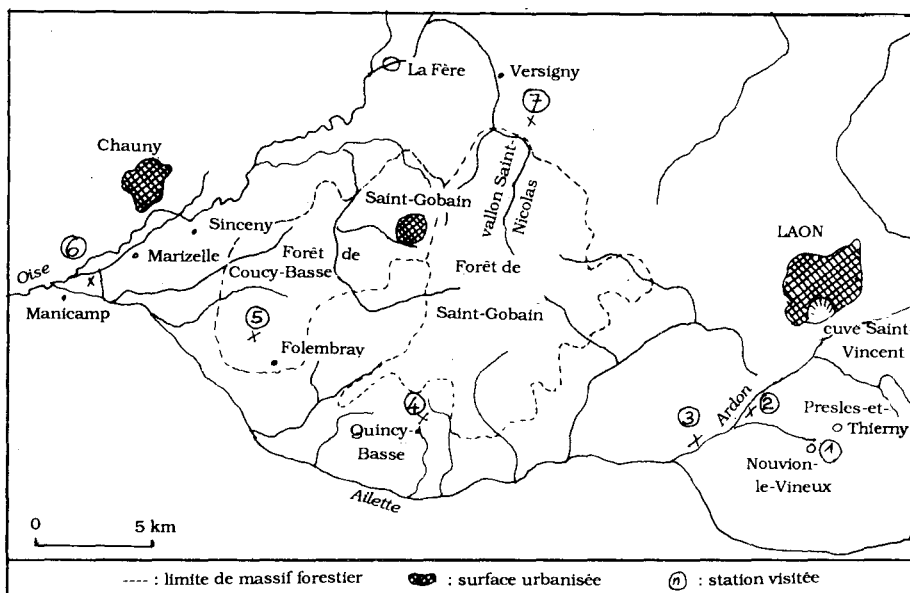 La Fère
Versigny
7
Chauny
vallon Saint-
Nicolas
Saint-Gobain
Sinceny
LAON
6
Marizelle
Forêt de
Coucy-Basse
Forêt de
Oise
Saint-Gobain
Manicamp
5
cuve Saint
Vincent
Folembray
4
Ardon
2
Presles-et-
Thierny
3
Quincy-
Basse
1
Nouvion-
le-Vineux
Ailette
0 5 km
---- : limite de massif forestier : surface urbanisée n : station visitée